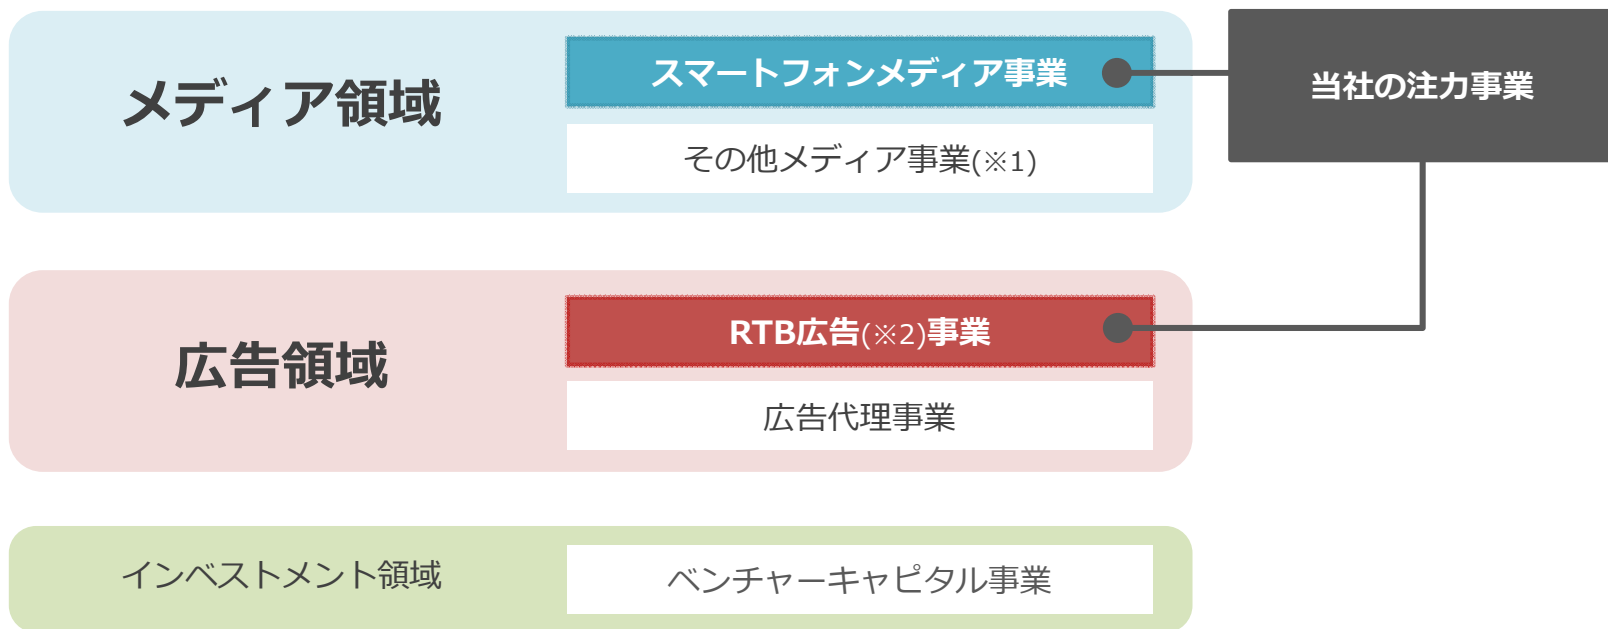 メディア領域
スマートフォンメディア事業
その他メディア事業(※1)
当社の注力事業
広告領域
RTB広告(※2)事業
広告代理事業
インベストメント領域
ベンチャーキャピタル事業